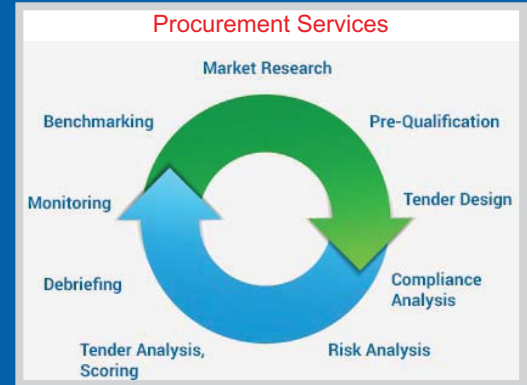 Procurement Services
Market Research
Benchmarking
Pre-Qualification
Monitoring
Tender Design
Debriefing
Compliance
Analysis
Tender Analysis,
Scoring
Risk Analysis